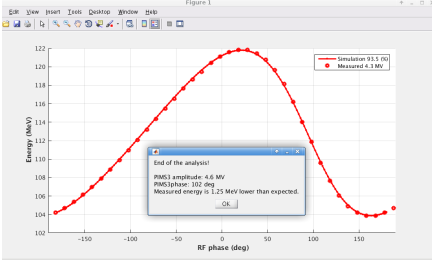 Figure 1
Edit View Insert Tools Desktop Window Help
Simulation 93.5 (%)
Measured 4.3 MV
122
120
118
116
114
112
110
108
106
104
102
Energy (MeV)
End of the analysis!
PIMS3 amplitude: 4.6 MV
PIMS3phase: 102 deg
Measured energy is 1.25 MeV lower than expected.
OK
-150
-100
-50
0
50
100
150
RF phase (deg)